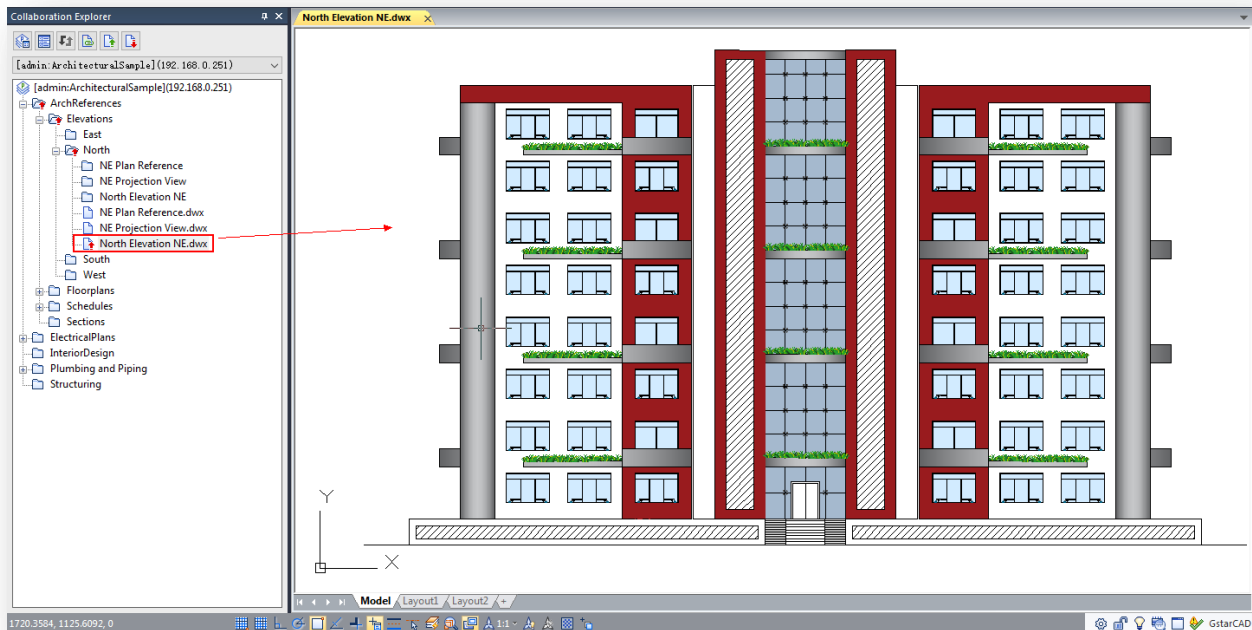 Collaboration Explorer
North Elevation NE.dwx
[admin:ArchitecturalSample](192.168.0.251)
[admin:ArchitecturalSample](192.168.0.251)
ArchReferences
Elevations
East
North
NE Plan Reference
NE Projection View
North Elevation NE
NE Plan Reference.dwx
NE Projection View.dwx
North Elevation NE.dwx
South
West
Floorplans
Schedules
Sections
ElectricalPlans
InteriorDesign
Plumbing and Piping
Structuring
Y
X
Model
Layout1
Layout2
+
1720.3584, 1125.6092, 0
1:1
GstarCAD